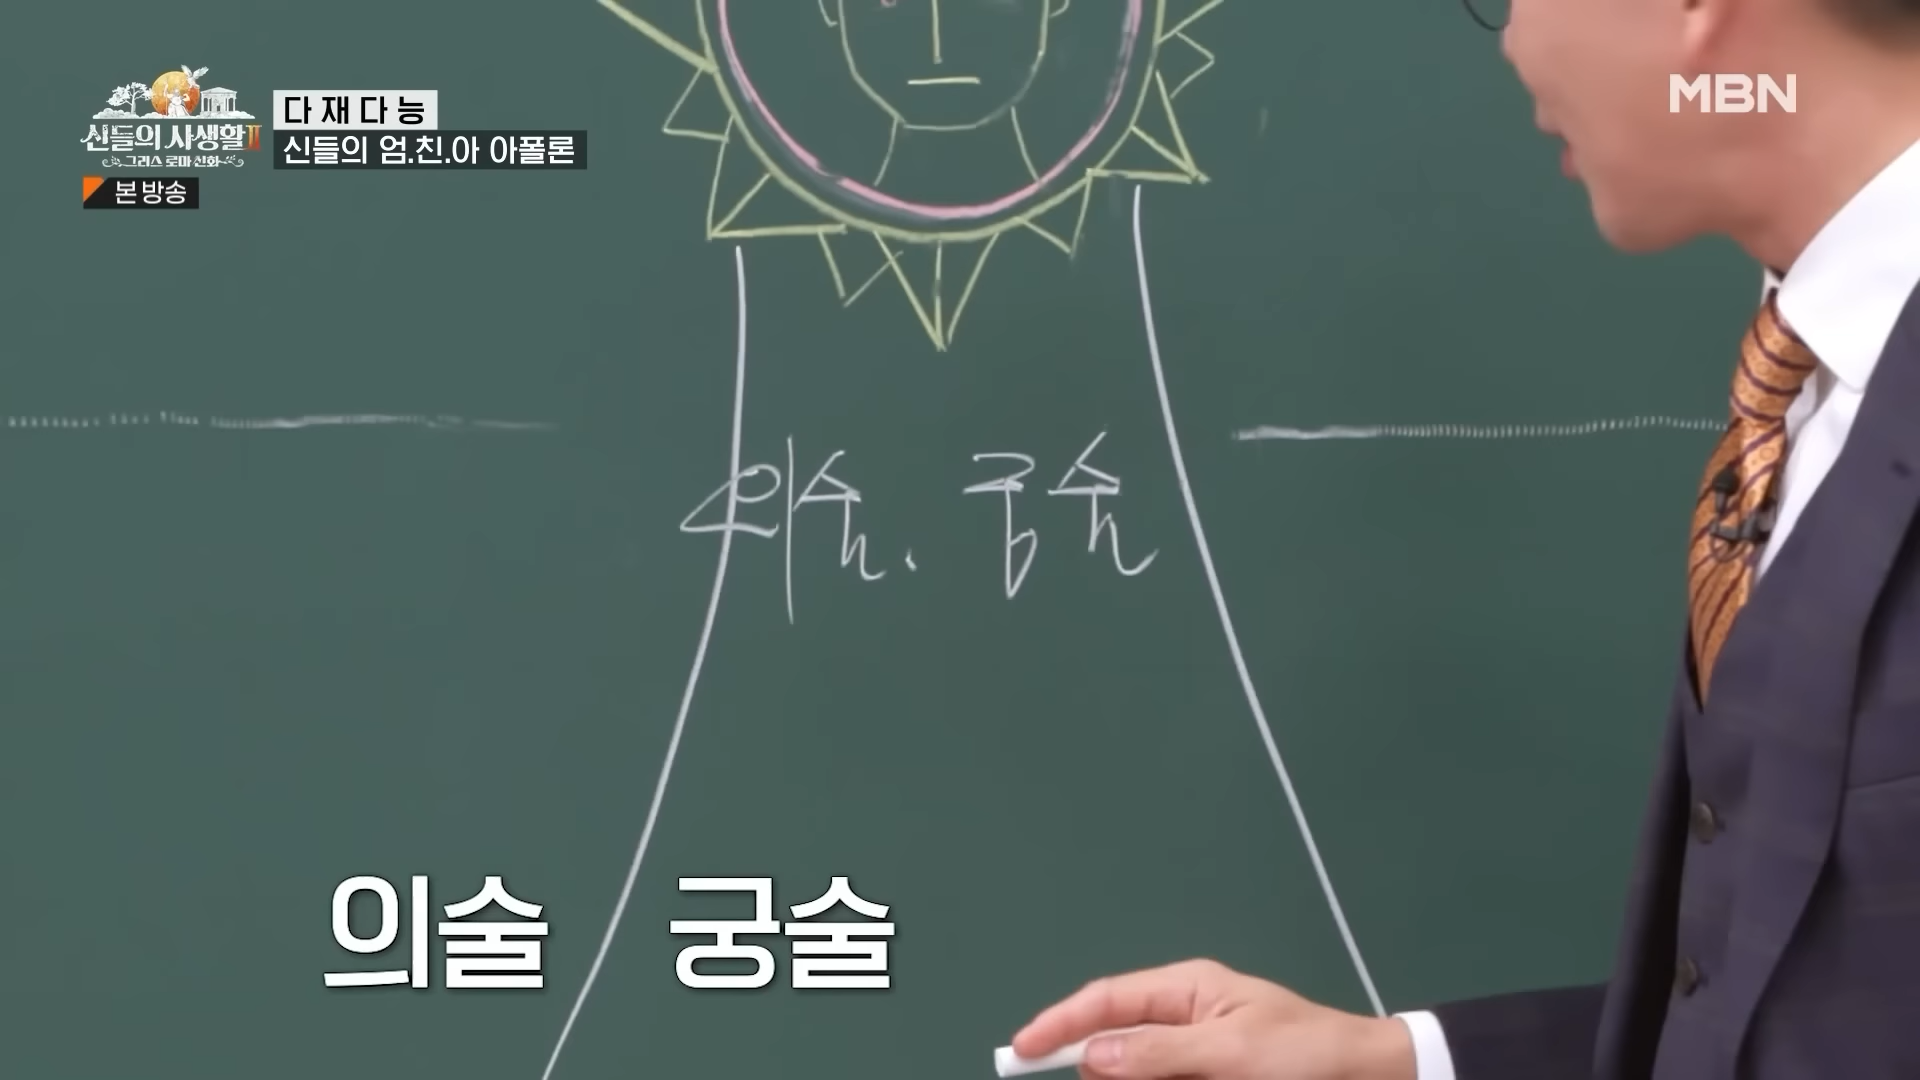 다재다능
MBN
신들의 사생활Ⅱ
그리스 로마 신화
신들의 엄.친.아 아폴론
본방송
의술. 궁술
의술 궁술